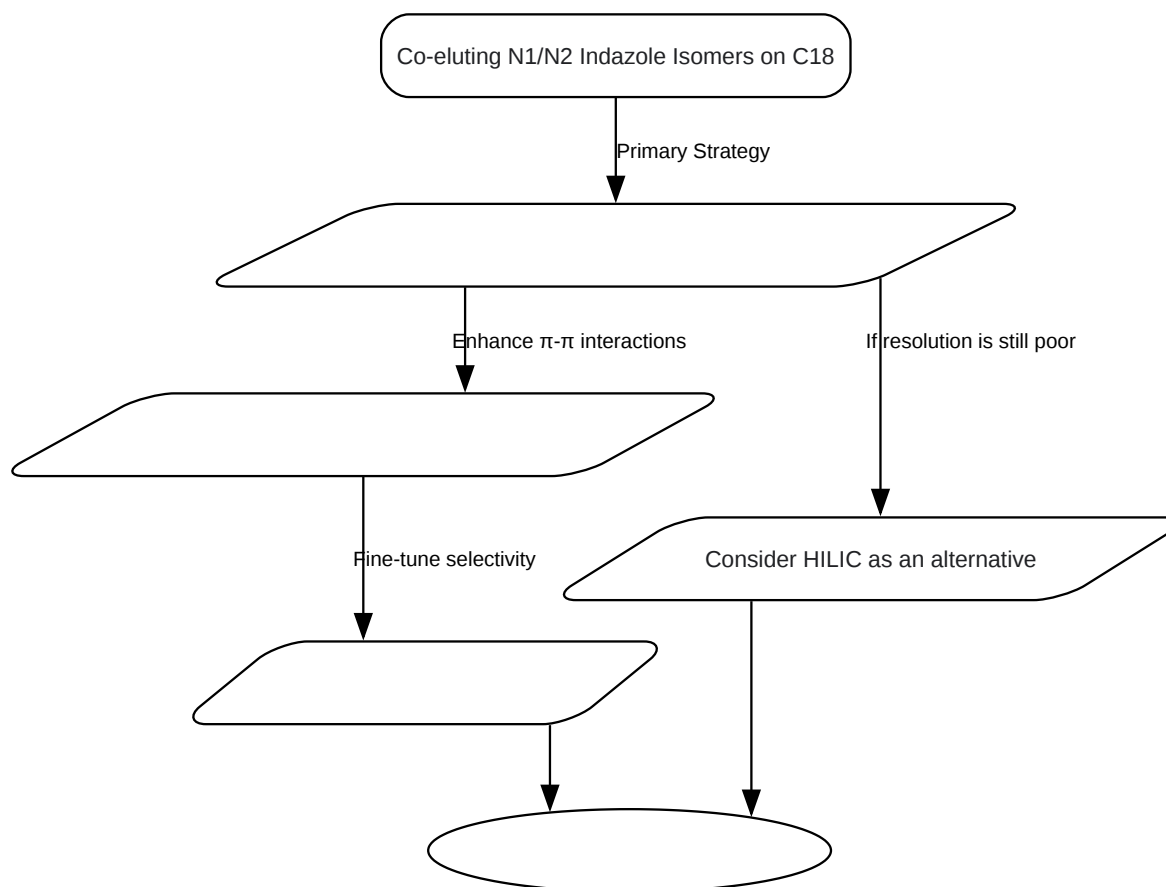 Co-eluting N1/N2 Indazole Isomers on C18
Primary Strategy
Enhance π-π interactions
If resolution is still poor
Fine-tune selectivity
Consider HILIC as an alternative